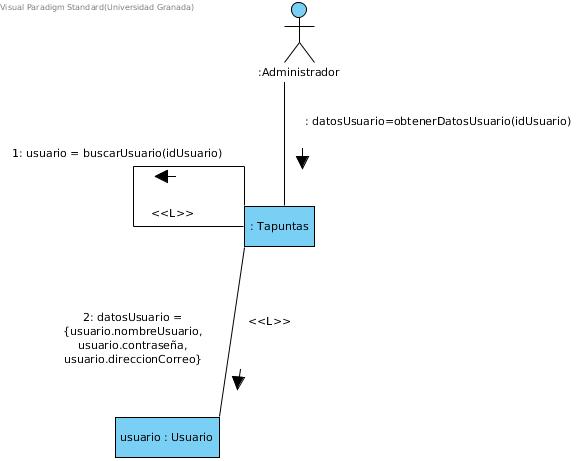 Visual Paradigm Standard(Universidad Granada)
:Administrador
: datosUsuario=obtenerDatosUsuario(idUsuario)
1: usuario = buscarUsuario(idUsuario)
<<L>>
: Tapuntas
2: datosUsuario =
{usuario.nombreUsuario,
usuario.contraseña,
usuario.direccionCorreo}
<<L>>
usuario : Usuario